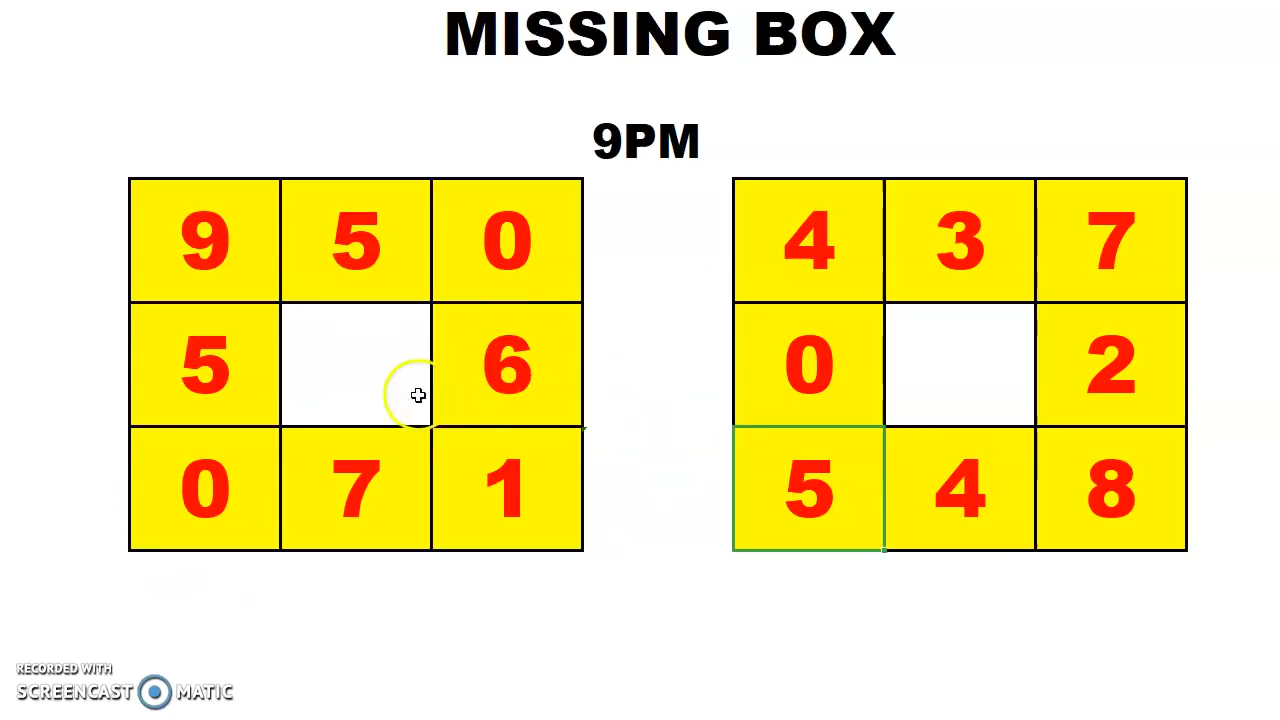 MISSING BOX
9PM
9 5 0
5 6
0 7 1
4 3 7
0 2
5 4 8
RECORDED WITH
SCREENCAST MATIC